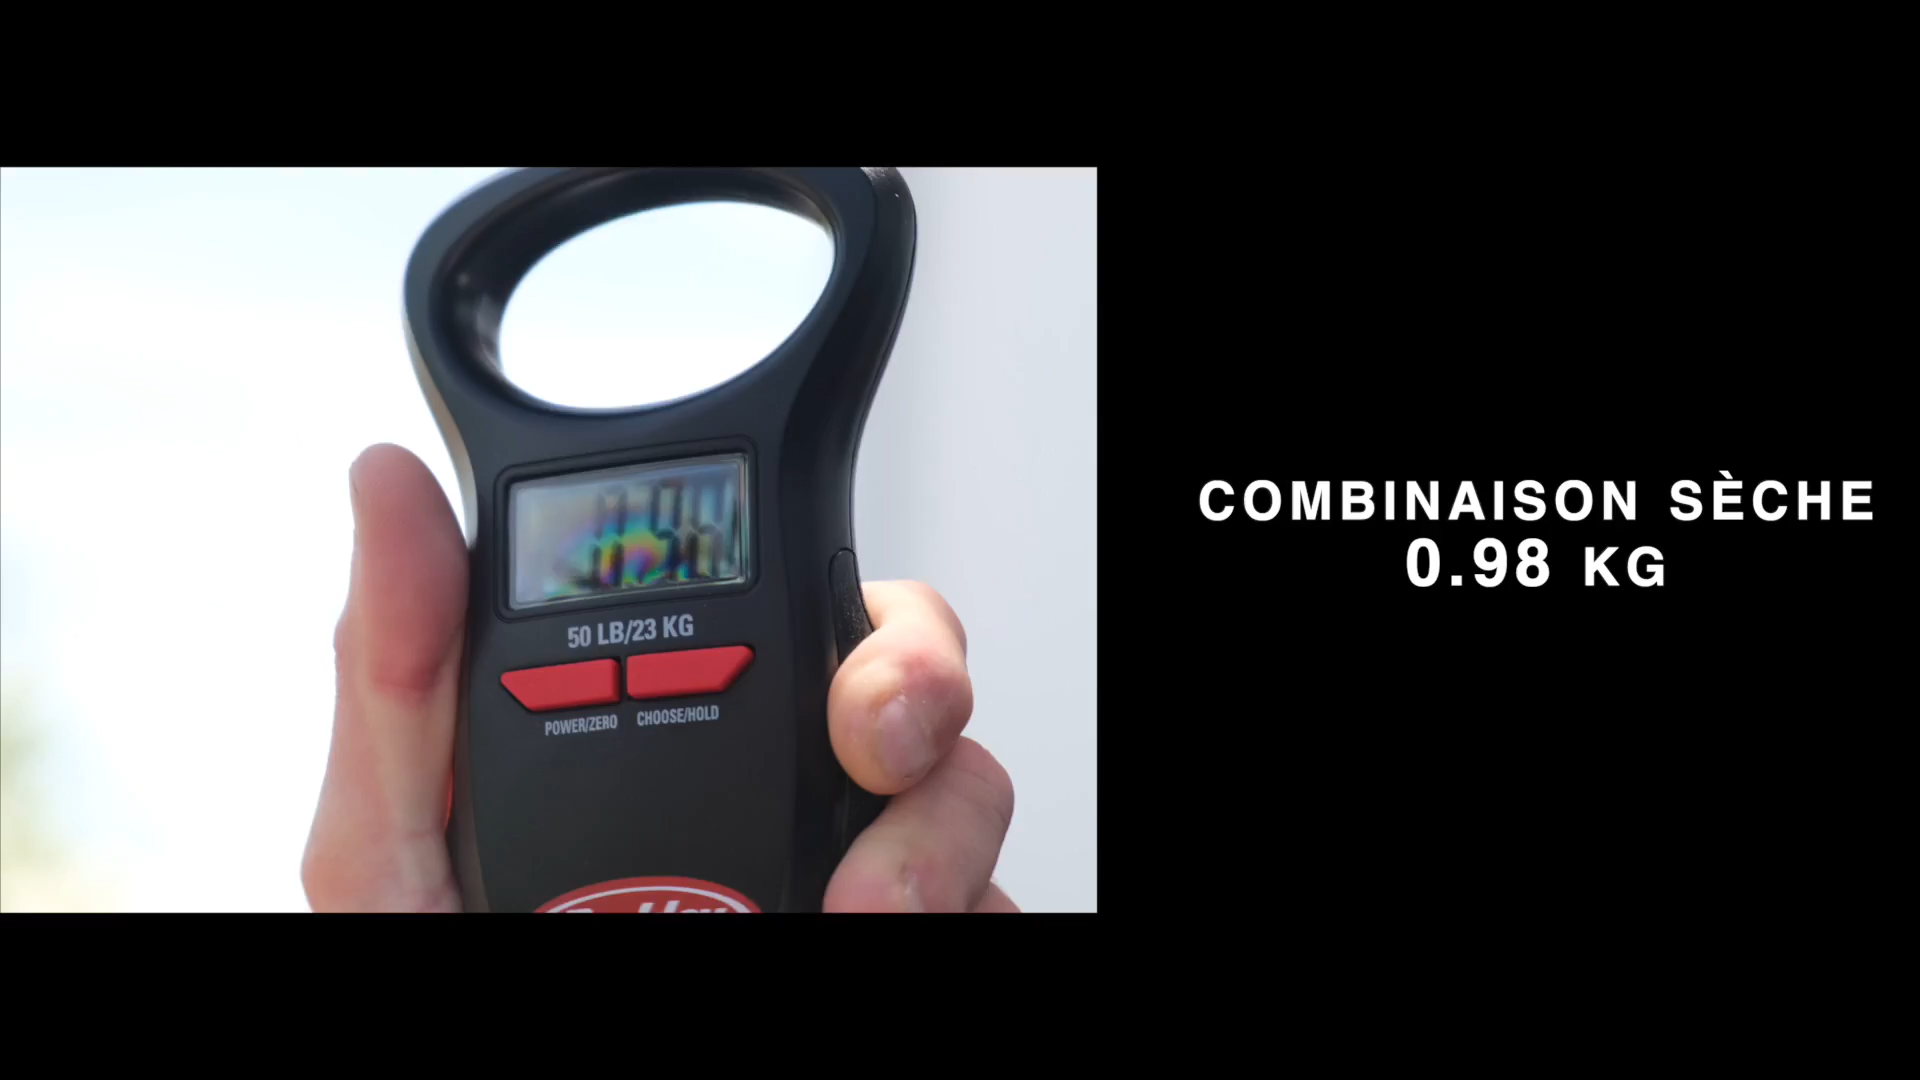 50 LB/23 KG
POWER/ZERO CHOOSE/HOLD
COMBINAISON SÈCHE
0.98 KG